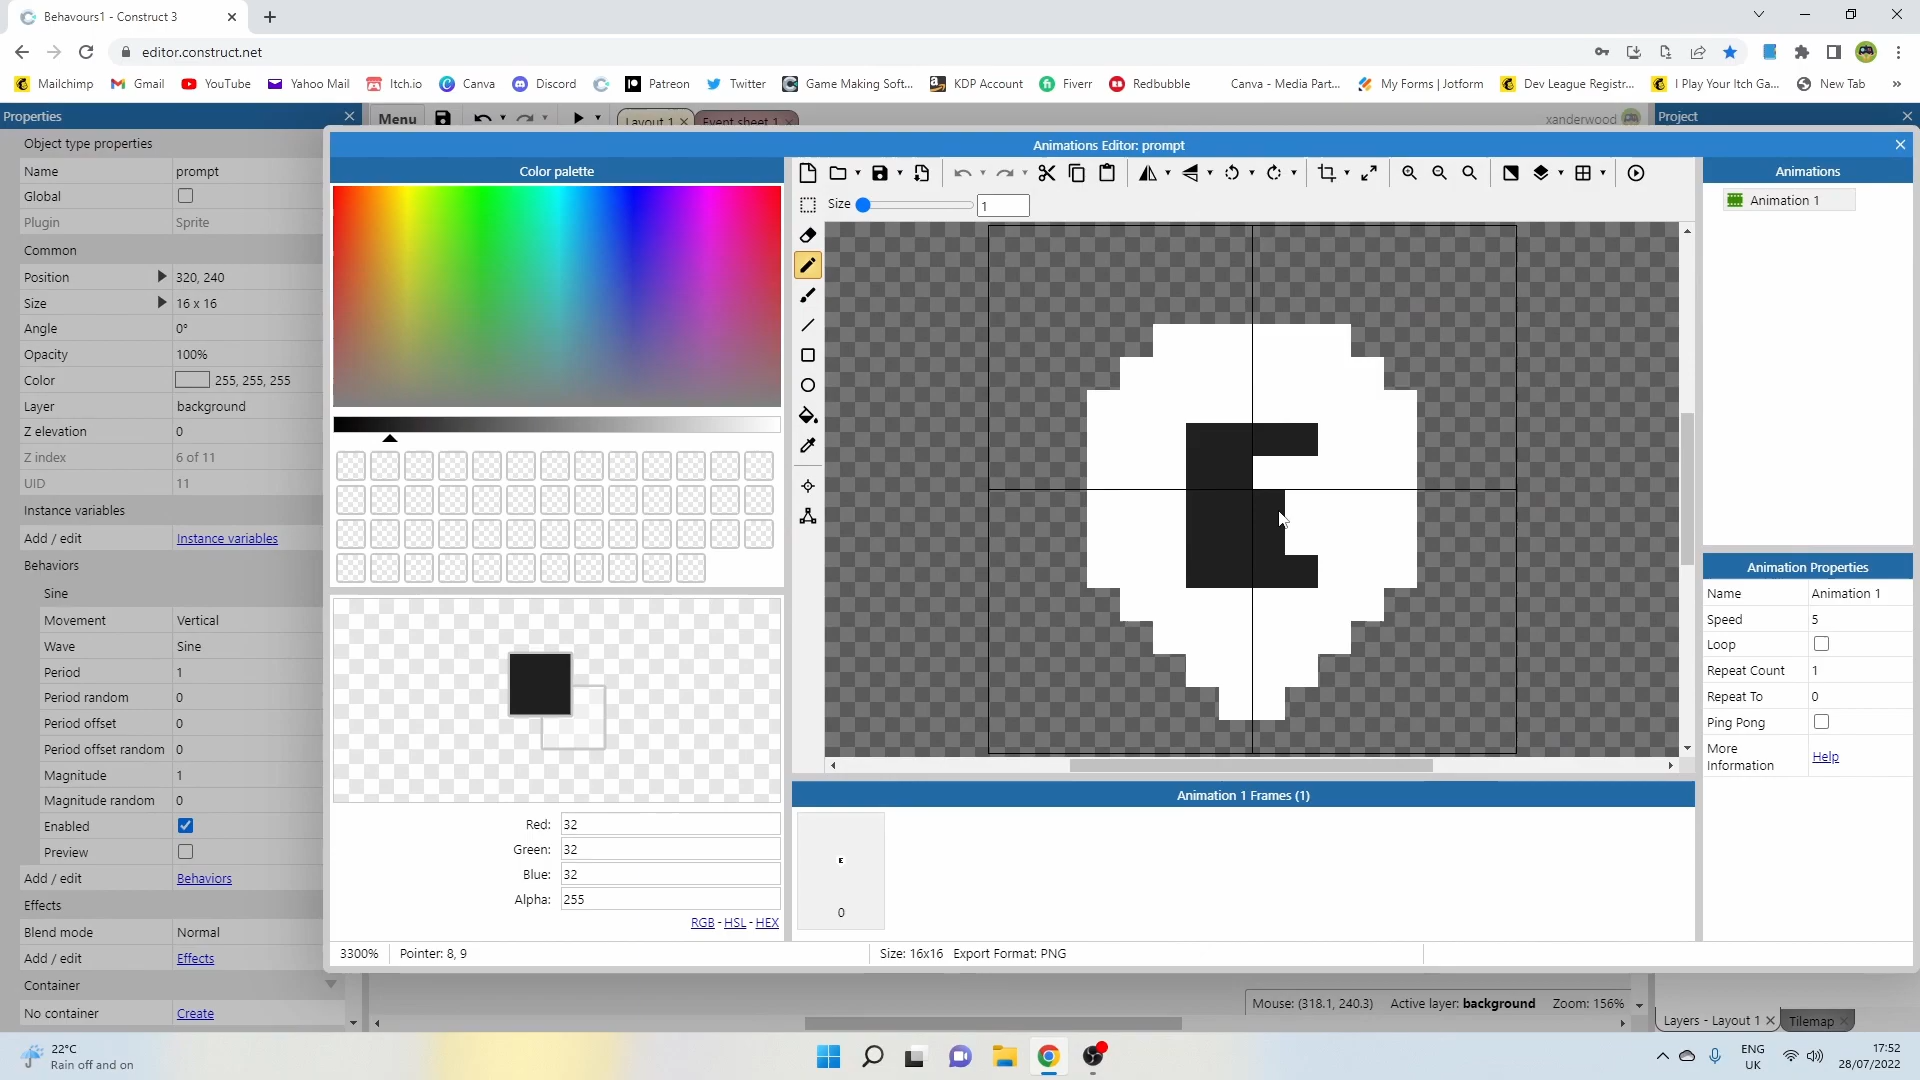 Behavours1 - Construct 3
editor.construct.net
Mailchimp Gmail YouTube Yahoo Mail Itch.io Canva Discord Patreon Twitter Game Making Soft... KDP Account Fiverr Redbubble Canva - Media Part... My Forms | Jotform Dev League Registr... I Play Your Itch Ga... New Tab »
Properties
Menu
Layout 1
Event sheet 1
xanderwood
Project
Object type properties
Name prompt
Global
Plugin Sprite
Common
Position 320, 240
Size 16 x 16
Angle 0°
Opacity 100%
Color 255, 255, 255
Layer background
Z elevation 0
Z index 6 of 11
UID 11
Instance variables
Add / edit Instance variables
Behaviors
Sine
Movement Vertical
Wave Sine
Period 1
Period random 0
Period offset 0
Period offset random 0
Magnitude 1
Magnitude random 0
Enabled
Preview
Add / edit Behaviors
Effects
Blend mode Normal
Add / edit Effects
Container
No container Create
Animations Editor: prompt
Color palette
Size 1
E
Red: 32
Green: 32
Blue: 32
Alpha: 255
RGB - HSL - HEX
3300% Pointer: 8, 9
Animation 1 Frames (1)
E
0
Size: 16x16 Export Format: PNG
Animations
Animation 1
Animation Properties
Name Animation 1
Speed 5
Loop
Repeat Count 1
Repeat To 0
Ping Pong
More
Information Help
Mouse: (318.1, 240.3) Active layer: background Zoom: 156%
Layers - Layout 1 Tilemap
22°C
Rain off and on
ENG
UK
17:52
28/07/2022